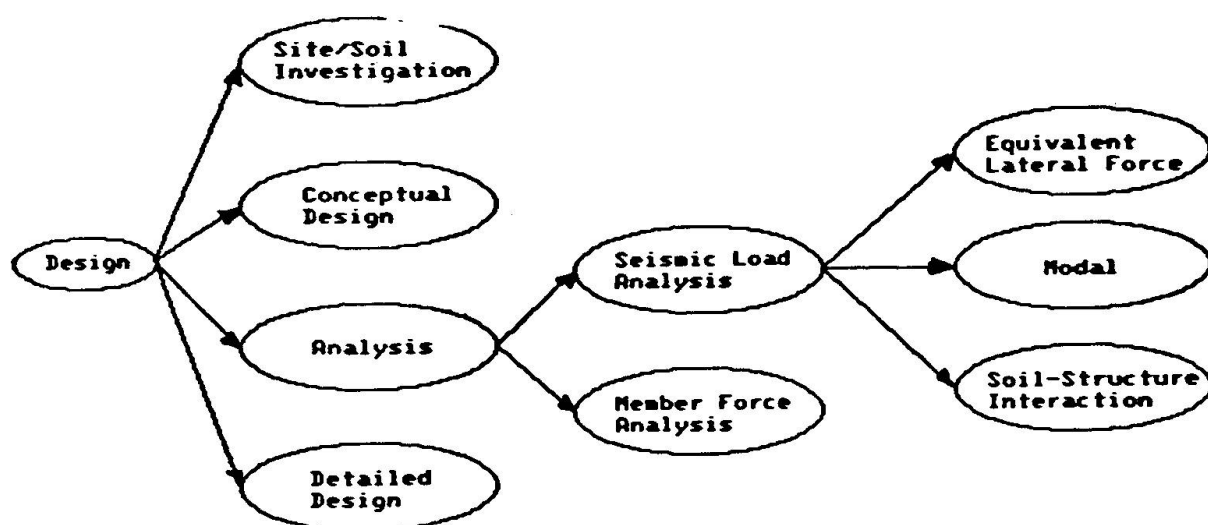 Site/Soil
Investigation
Conceptual
Design
Design
Analysis
Detailed
Design
Seismic Load
Analysis
Member Force
Analysis
Equivalent
Lateral Force
Modal
Soil-Structure
Interaction